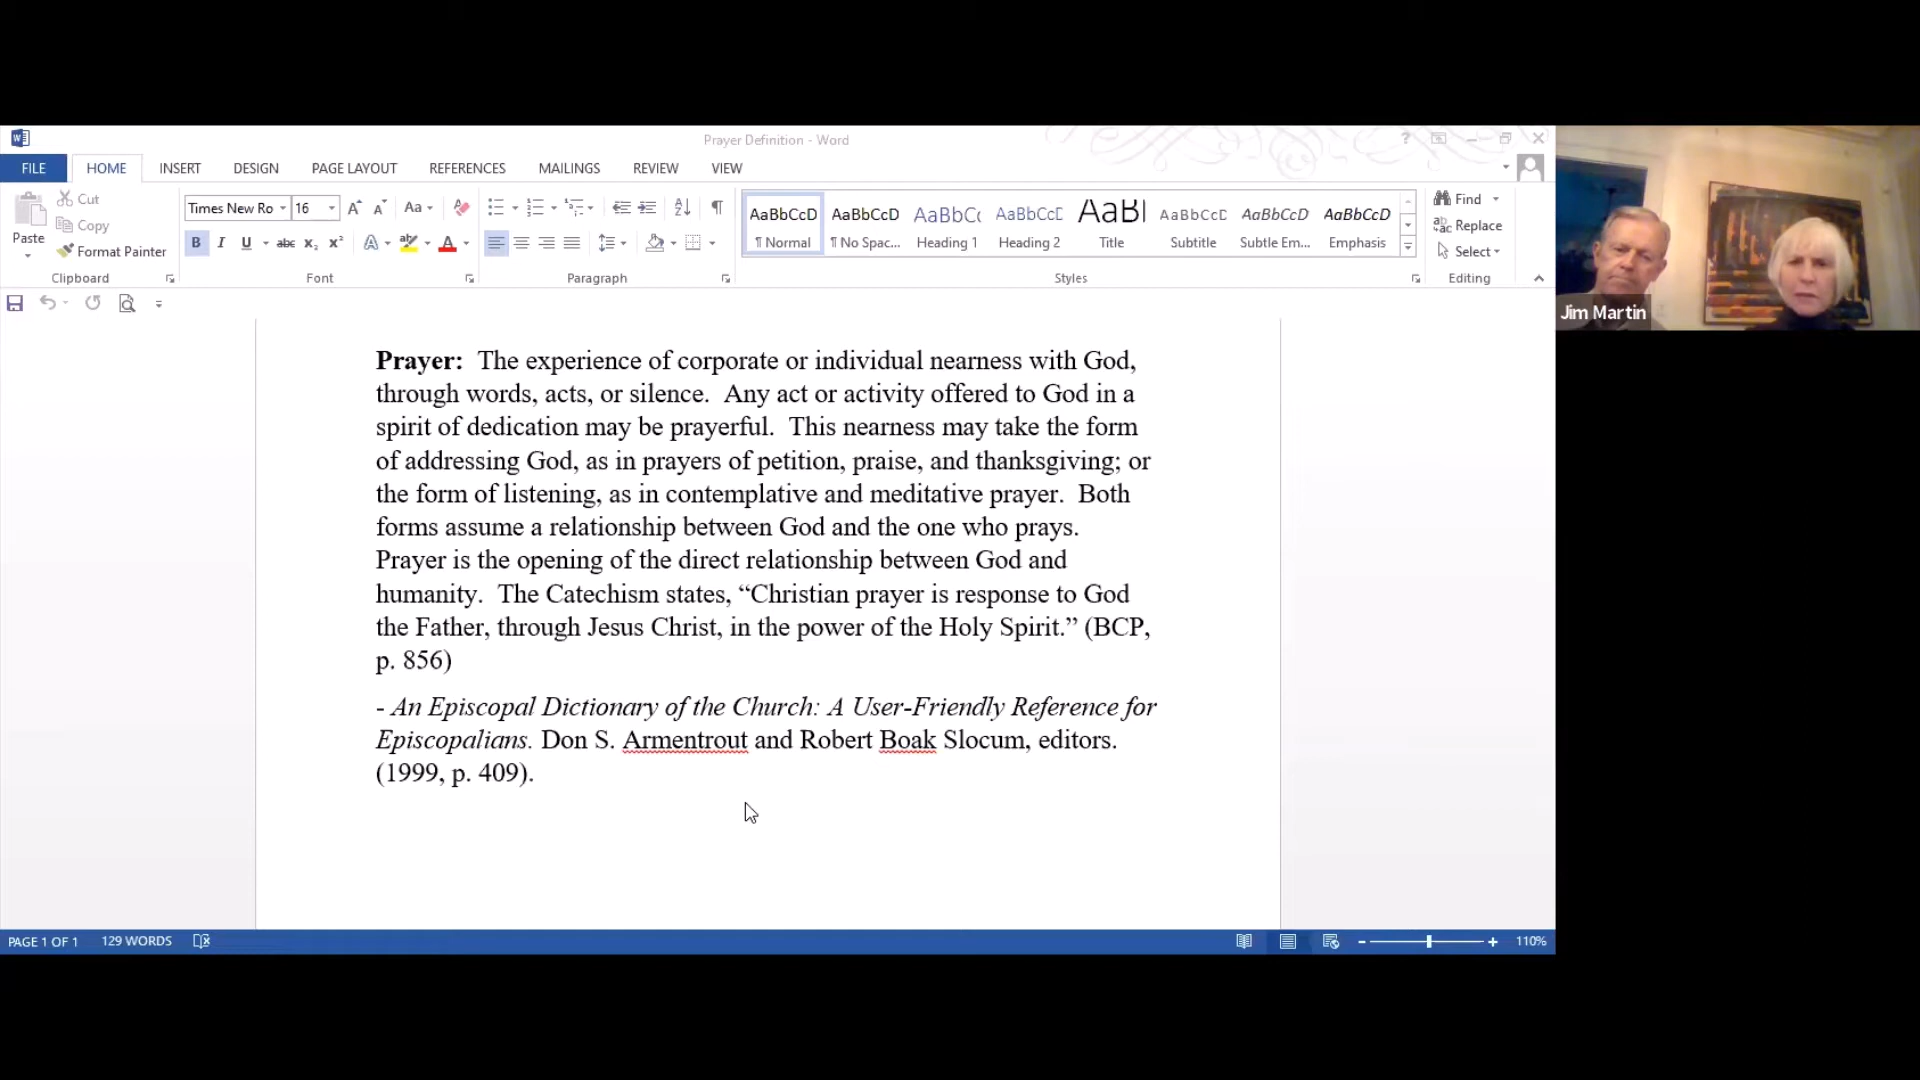 Prayer Definition - Word
FILE HOME INSERT DESIGN PAGE LAYOUT REFERENCES MAILINGS REVIEW VIEW
Paste
Cut
Copy
Format Painter
Clipboard
Times New Ro 16
Font
Paragraph
AaBbCcD AaBbCcD AaBbC AaBbCcD AaBl AaBbCcD AaBbCcD AaBbCcD
¶ Normal ¶ No Spac... Heading 1 Heading 2 Title Subtitle Subtle Em... Emphasis
Styles
Find
Replace
Select
Editing
Jim Martin
Prayer: The experience of corporate or individual nearness with God,
through words, acts, or silence. Any act or activity offered to God in a
spirit of dedication may be prayerful. This nearness may take the form
of addressing God, as in prayers of petition, praise, and thanksgiving; or
the form of listening, as in contemplative and meditative prayer. Both
forms assume a relationship between God and the one who prays.
Prayer is the opening of the direct relationship between God and
humanity. The Catechism states, “Christian prayer is response to God
the Father, through Jesus Christ, in the power of the Holy Spirit.” (BCP,
p. 856)
- An Episcopal Dictionary of the Church: A User-Friendly Reference for
Episcopalians. Don S. Armentrout and Robert Boak Slocum, editors.
(1999, p. 409).
PAGE 1 OF 1 129 WORDS 110%